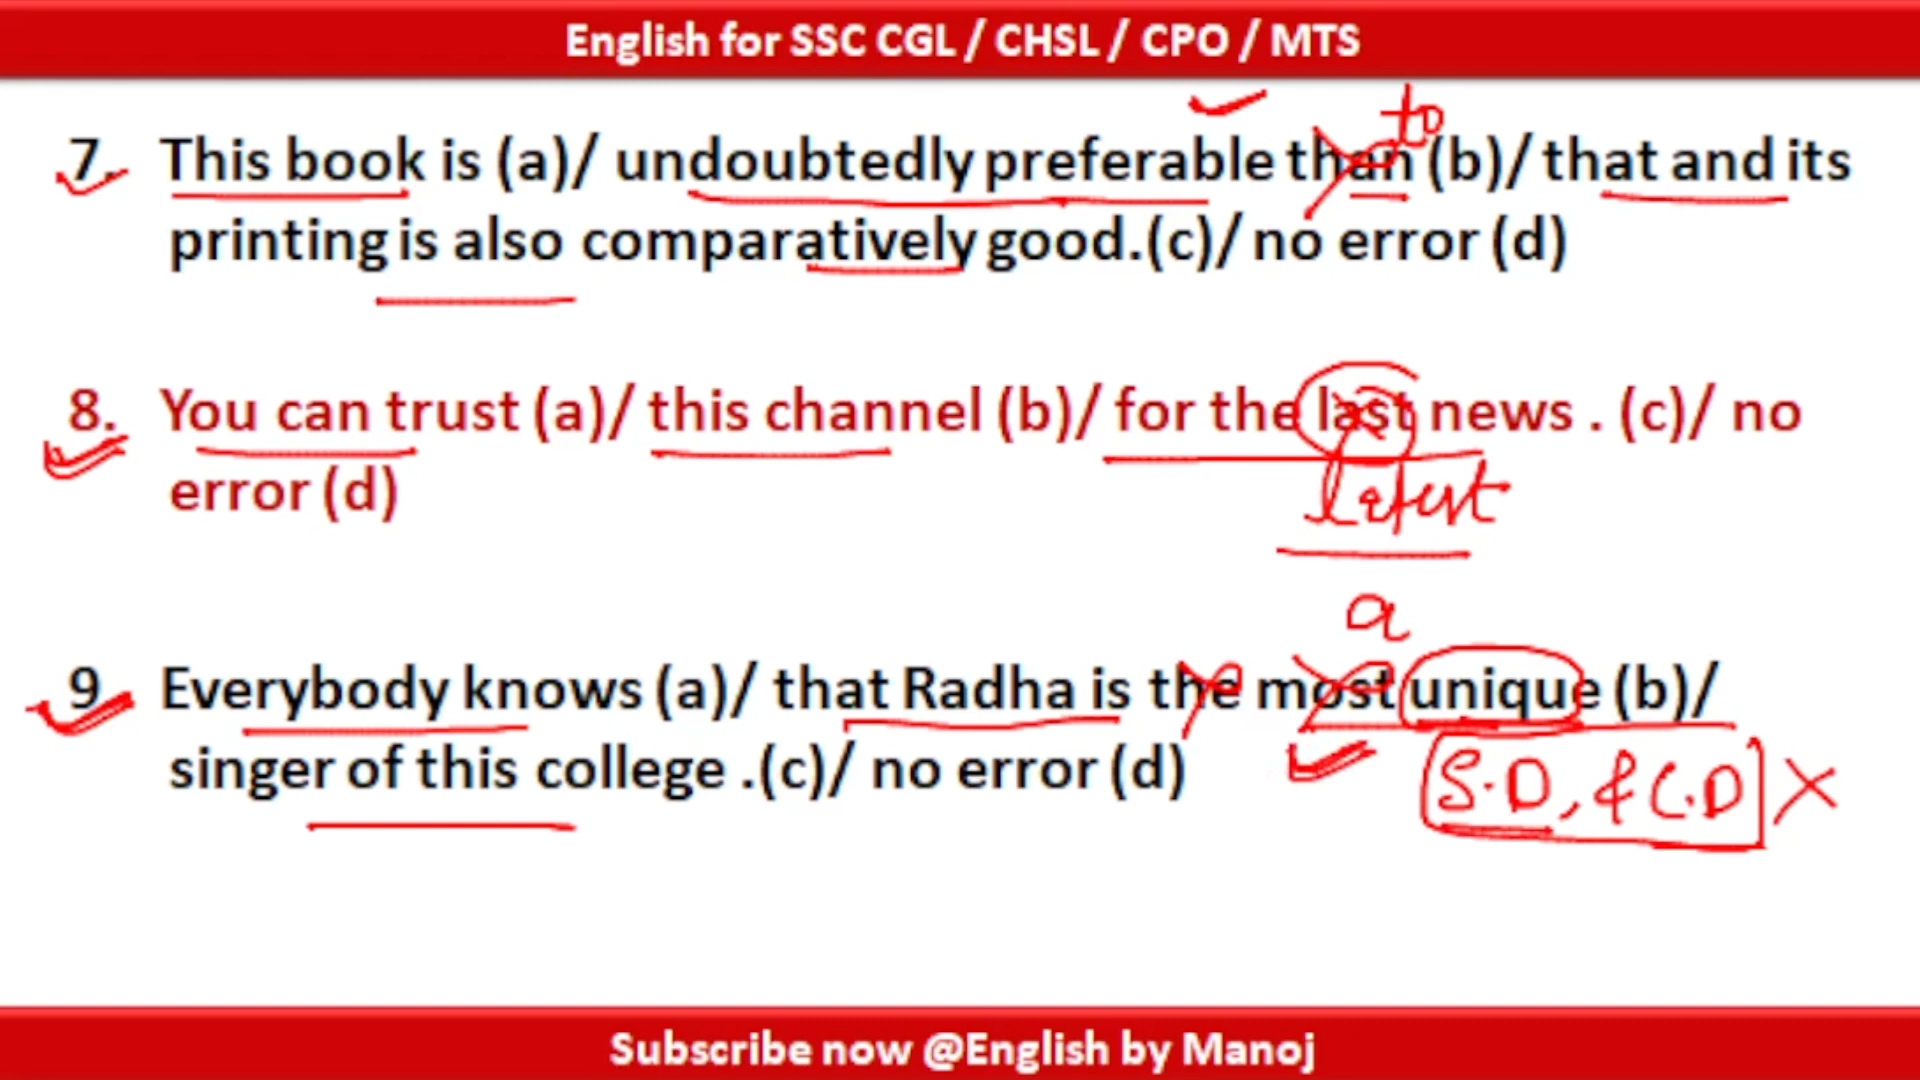 English for SSC CGL / CHSL / CPO / MTS
to
7. This book is (a)/ undoubtedly preferable than (b)/ that and its
printing is also comparatively good.(c)/ no error (d)
8. You can trust (a)/ this channel (b)/ for the last news . (c)/ no
error (d)
latest
a
9. Everybody knows (a)/ that Radha is the most unique (b)/
singer of this college .(c)/ no error (d)
S.D, & C.D X
Subscribe now @English by Manoj